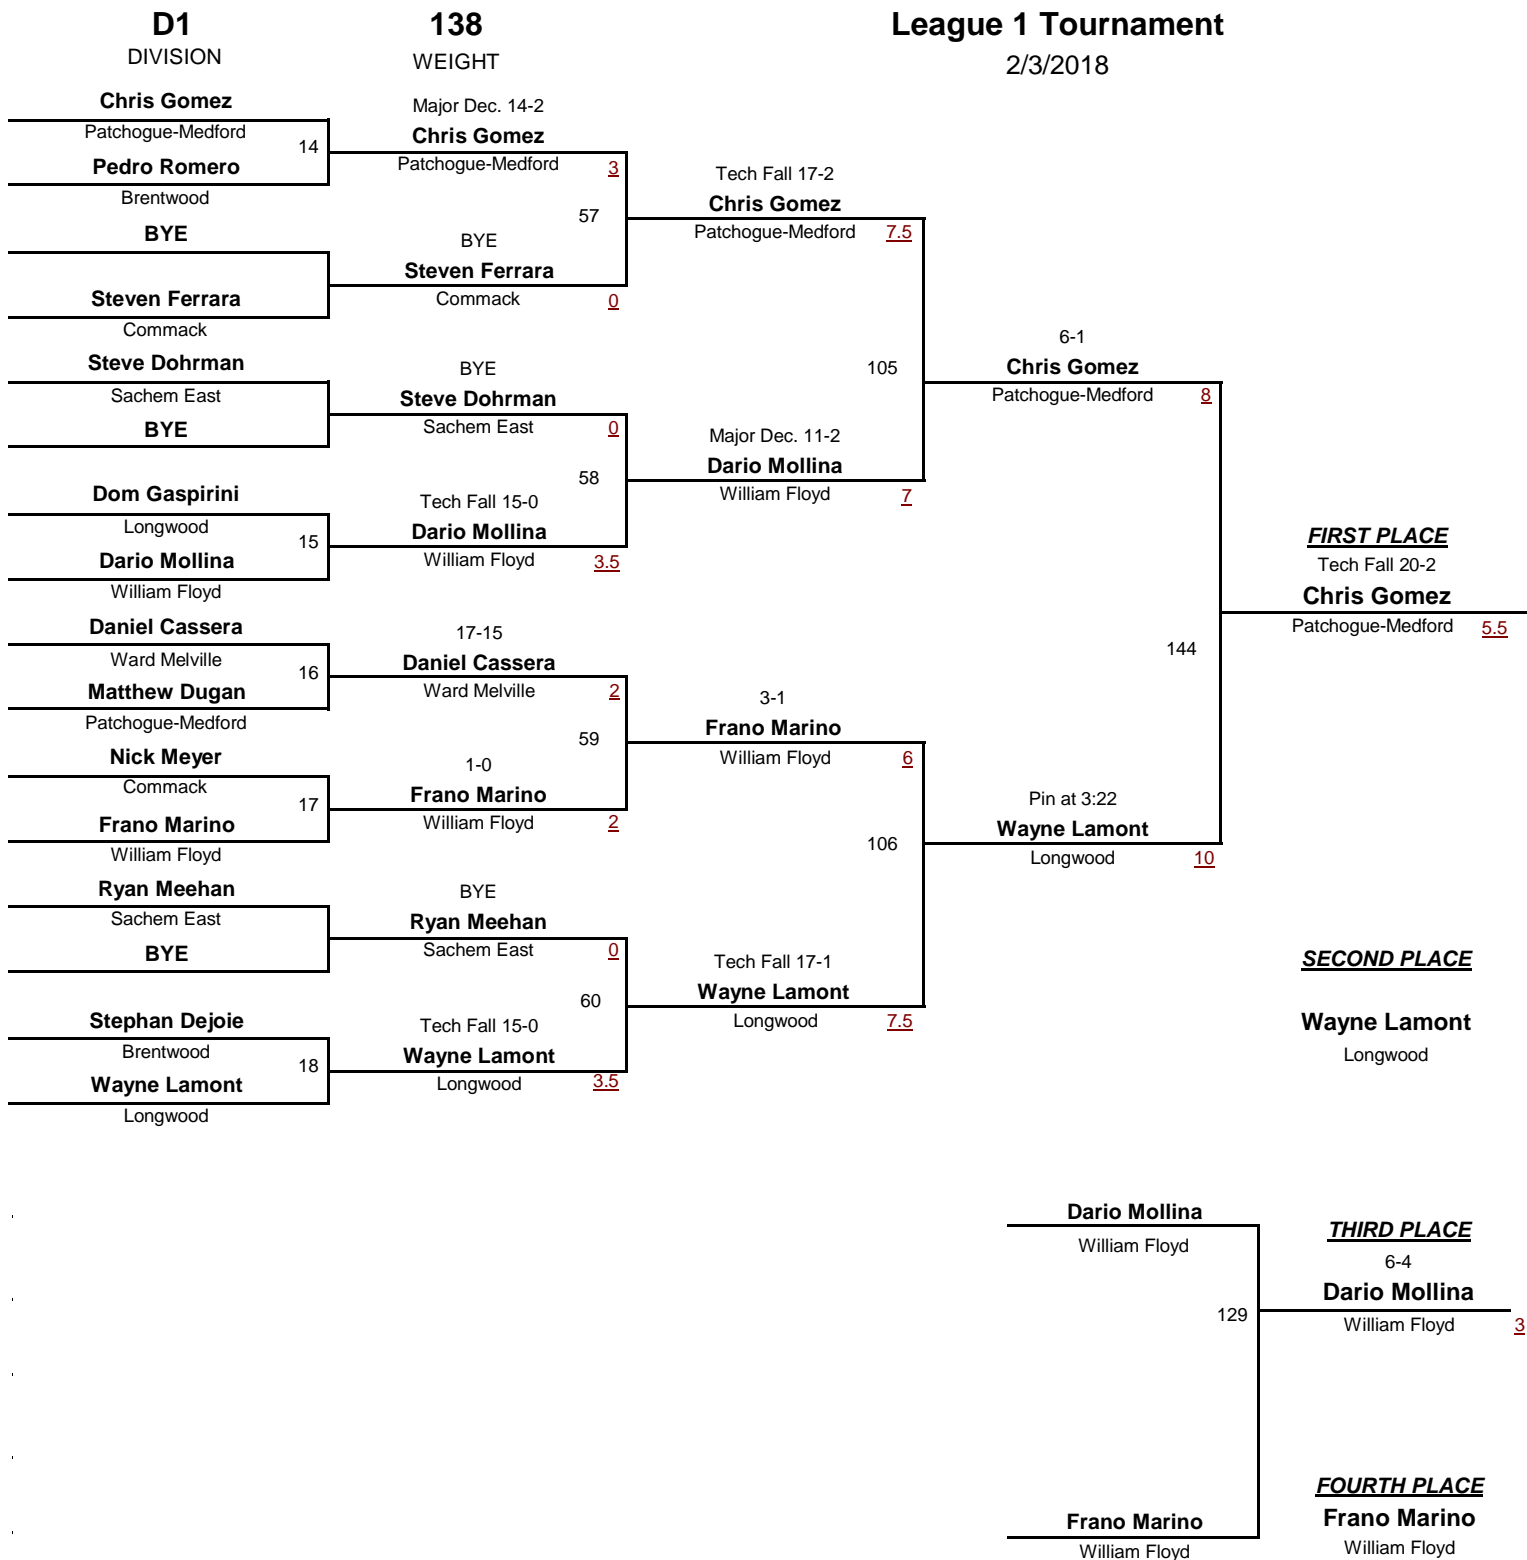 D1
138
League 1 Tournament
DIVISION
WEIGHT
2/3/2018
Chris Gomez
Patchogue-Medford
14
Pedro Romero
Brentwood
BYE
Steven Ferrara
Commack
Steve Dohrman
Sachem East
BYE
Dom Gaspirini
Longwood
15
Dario Mollina
William Floyd
Daniel Cassera
Ward Melville
16
Matthew Dugan
Patchogue-Medford
Nick Meyer
Commack
17
Frano Marino
William Floyd
Ryan Meehan
Sachem East
BYE
Stephan Dejoie
Brentwood
18
Wayne Lamont
Longwood
Major Dec. 14-2
Chris Gomez
Patchogue-Medford 3
57
BYE
Steven Ferrara
Commack 0
BYE
Steve Dohrman
Sachem East 0
58
Tech Fall 15-0
Dario Mollina
William Floyd 3.5
17-15
Daniel Cassera
Ward Melville 2
59
1-0
Frano Marino
William Floyd 2
BYE
Ryan Meehan
Sachem East 0
60
Tech Fall 15-0
Wayne Lamont
Longwood 3.5
Tech Fall 17-2
Chris Gomez
Patchogue-Medford 7.5
105
Major Dec. 11-2
Dario Mollina
William Floyd 7
3-1
Frano Marino
William Floyd 6
106
Tech Fall 17-1
Wayne Lamont
Longwood 7.5
6-1
Chris Gomez
Patchogue-Medford 8
144
Pin at 3:22
Wayne Lamont
Longwood 10
FIRST PLACE
Tech Fall 20-2
Chris Gomez
Patchogue-Medford 5.5
SECOND PLACE
Wayne Lamont
Longwood
Dario Mollina
William Floyd
129
Frano Marino
William Floyd
THIRD PLACE
6-4
Dario Mollina
William Floyd 3
FOURTH PLACE
Frano Marino
William Floyd